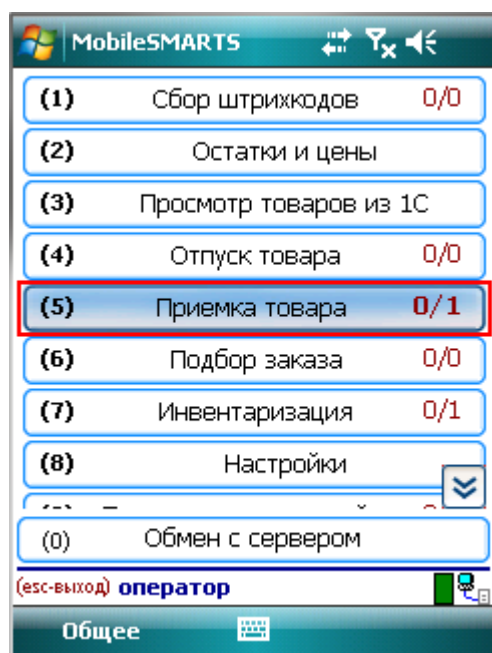 MobileSMARTS
(1) Сбор штрихкодов 0/0
(2) Остатки и цены
(3) Просмотр товаров из 1С
(4) Отпуск товара 0/0
(5) Приемка товара 0/1
(6) Подбор заказа 0/0
(7) Инвентаризация 0/1
(8) Настройки
(0) Обмен с сервером
(esc-выход) оператор
Общее